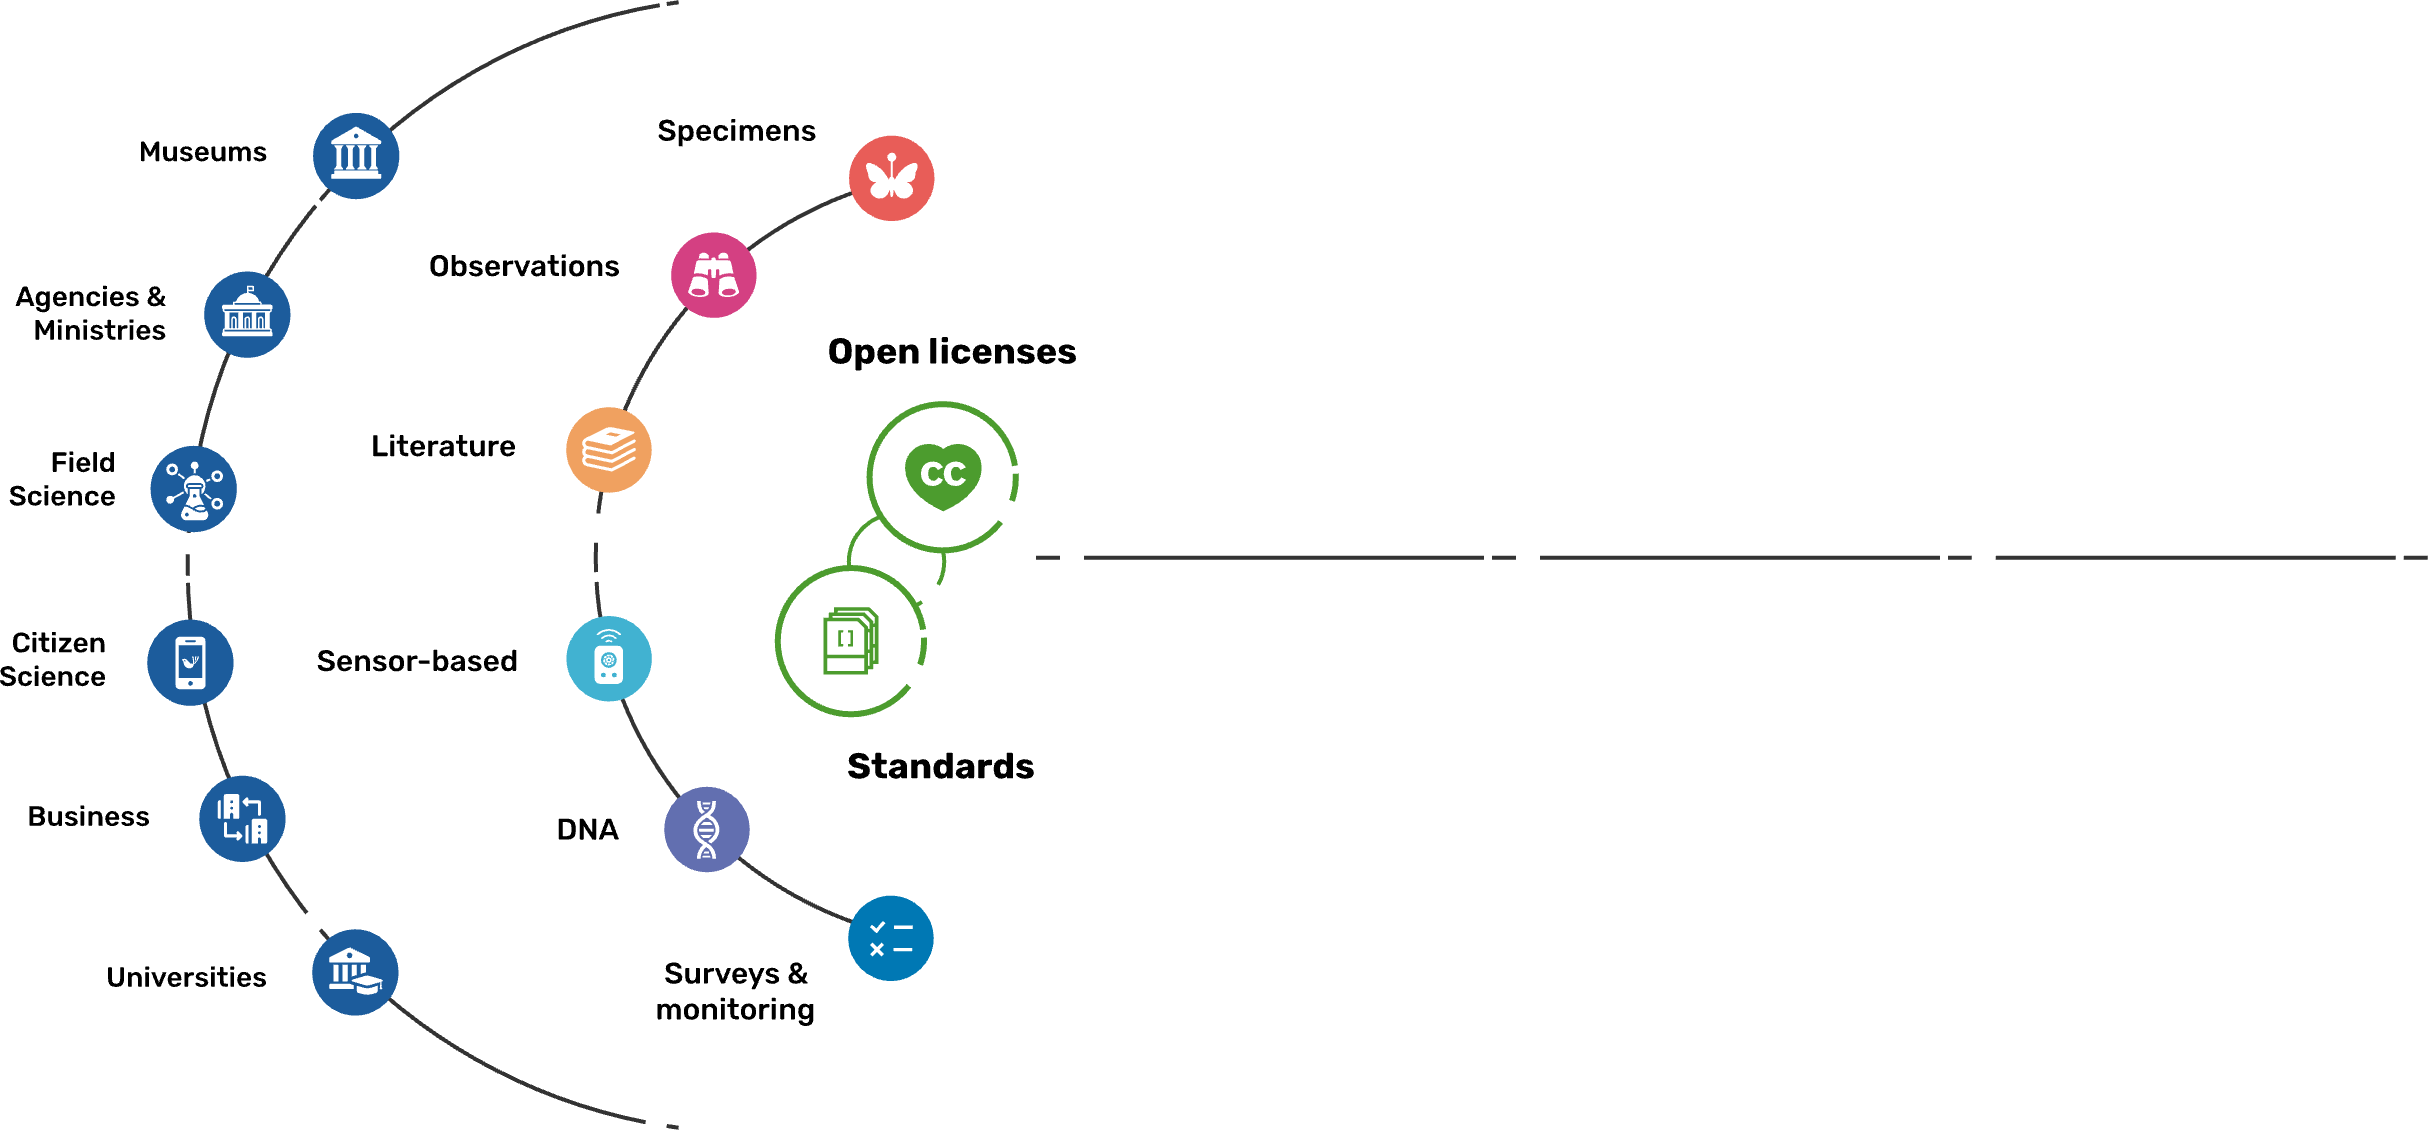 Museums
Agencies &
Ministries
Field
Science
Citizen
Science
Business
Universities
Specimens
Observations
Literature
Sensor-based
DNA
Surveys &
monitoring
Open licenses
CC
[ ]
Standards